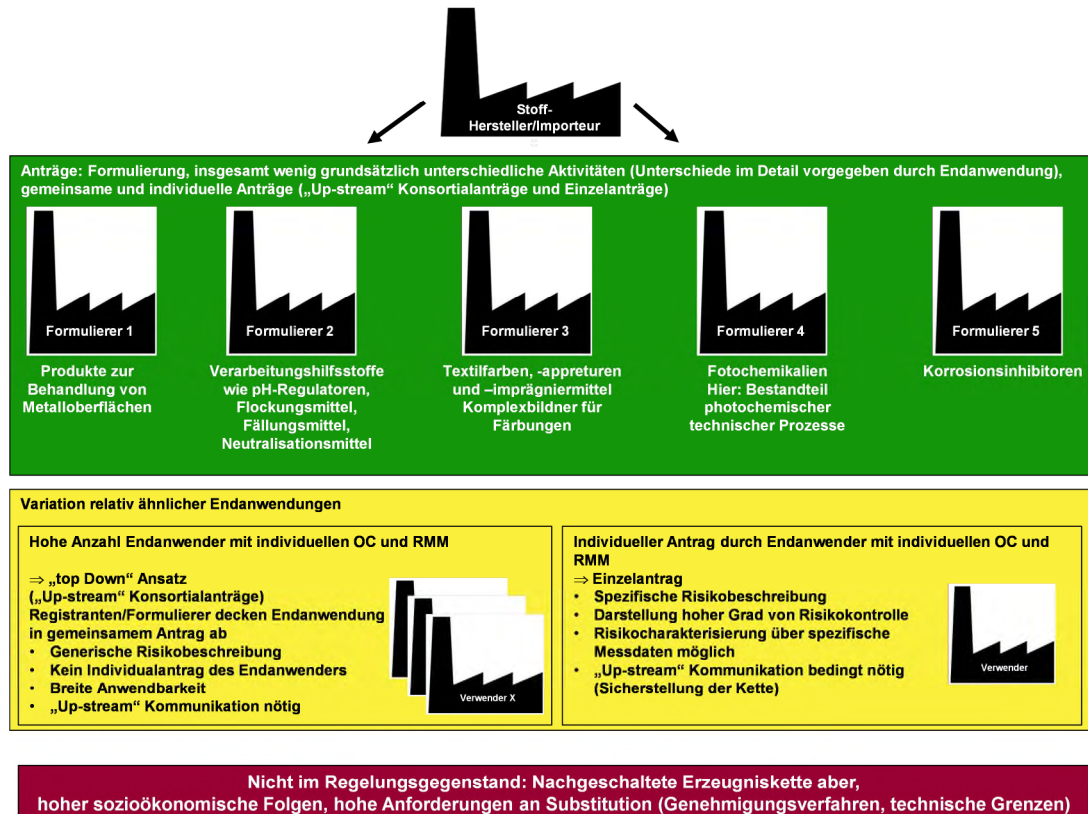 Stoff-
Hersteller/Importeur
Anträge: Formulierung, insgesamt wenig grundsätzlich unterschiedliche Aktivitäten (Unterschiede im Detail vorgegeben durch Endanwendung),
gemeinsame und individuelle Anträge („Up-stream“ Konsortialanträge und Einzelanträge)
Formulierer 1
Formulierer 2
Formulierer 3
Formulierer 4
Formulierer 5
Produkte zur
Behandlung von
Metalloberflächen
Verarbeitungshilfsstoffe
wie pH-Regulatoren,
Flockungsmittel,
Fällungsmittel,
Neutralisationsmittel
Textilfarben, -appreturen
und –imprägniermittel
Komplexbildner für
Färbungen
Fotochemikalien
Hier: Bestandteil
photochemischer
technischer Prozesse
Korrosionsinhibitoren
Variation relativ ähnlicher Endanwendungen
Hohe Anzahl Endanwender mit individuellen OC und RMM
⇒ „top Down“ Ansatz
(„Up-stream“ Konsortialanträge)
Registranten/Formulierer decken Endanwendung
in gemeinsamem Antrag ab
• Generische Risikobeschreibung
• Kein Individualantrag des Endanwenders
• Breite Anwendbarkeit
• „Up-stream“ Kommunikation nötig
Verwender X
Individueller Antrag durch Endanwender mit individuellen OC und
RMM
⇒ Einzelantrag
• Spezifische Risikobeschreibung
• Darstellung hoher Grad von Risikokontrolle
• Risikocharakterisierung über spezifische
Messdaten möglich
• „Up-stream“ Kommunikation bedingt nötig
(Sicherstellung der Kette)
Verwender
Nicht im Regelungsgegenstand: Nachgeschaltete Erzeugniskette aber,
hoher sozioökonomische Folgen, hohe Anforderungen an Substitution (Genehmigungsverfahren, technische Grenzen)